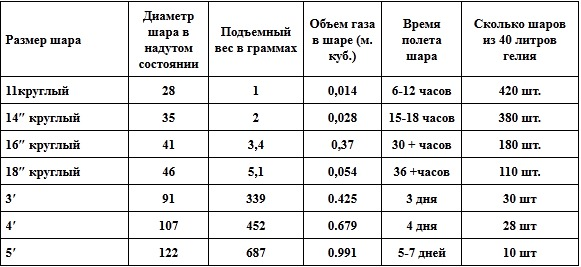 Размер шара | Диаметр шара в надутом состоянии | Подъемный вес в граммах | Объем газа в шаре (м. куб.) | Время полета шара | Сколько шаров из 40 литров гелия
11круглый | 28 | 1 | 0,014 | 6-12 часов | 420 шт.
14″ круглый | 35 | 2 | 0,028 | 15-18 часов | 380 шт.
16″ круглый | 41 | 3,4 | 0,37 | 30 + часов | 180 шт.
18″ круглый | 46 | 5,1 | 0,054 | 36 +часов | 110 шт.
3′ | 91 | 339 | 0.425 | 3 дня | 30 шт
4′ | 107 | 452 | 0.679 | 4 дня | 28 шт
5′ | 122 | 687 | 0.991 | 5-7 дней | 10 шт